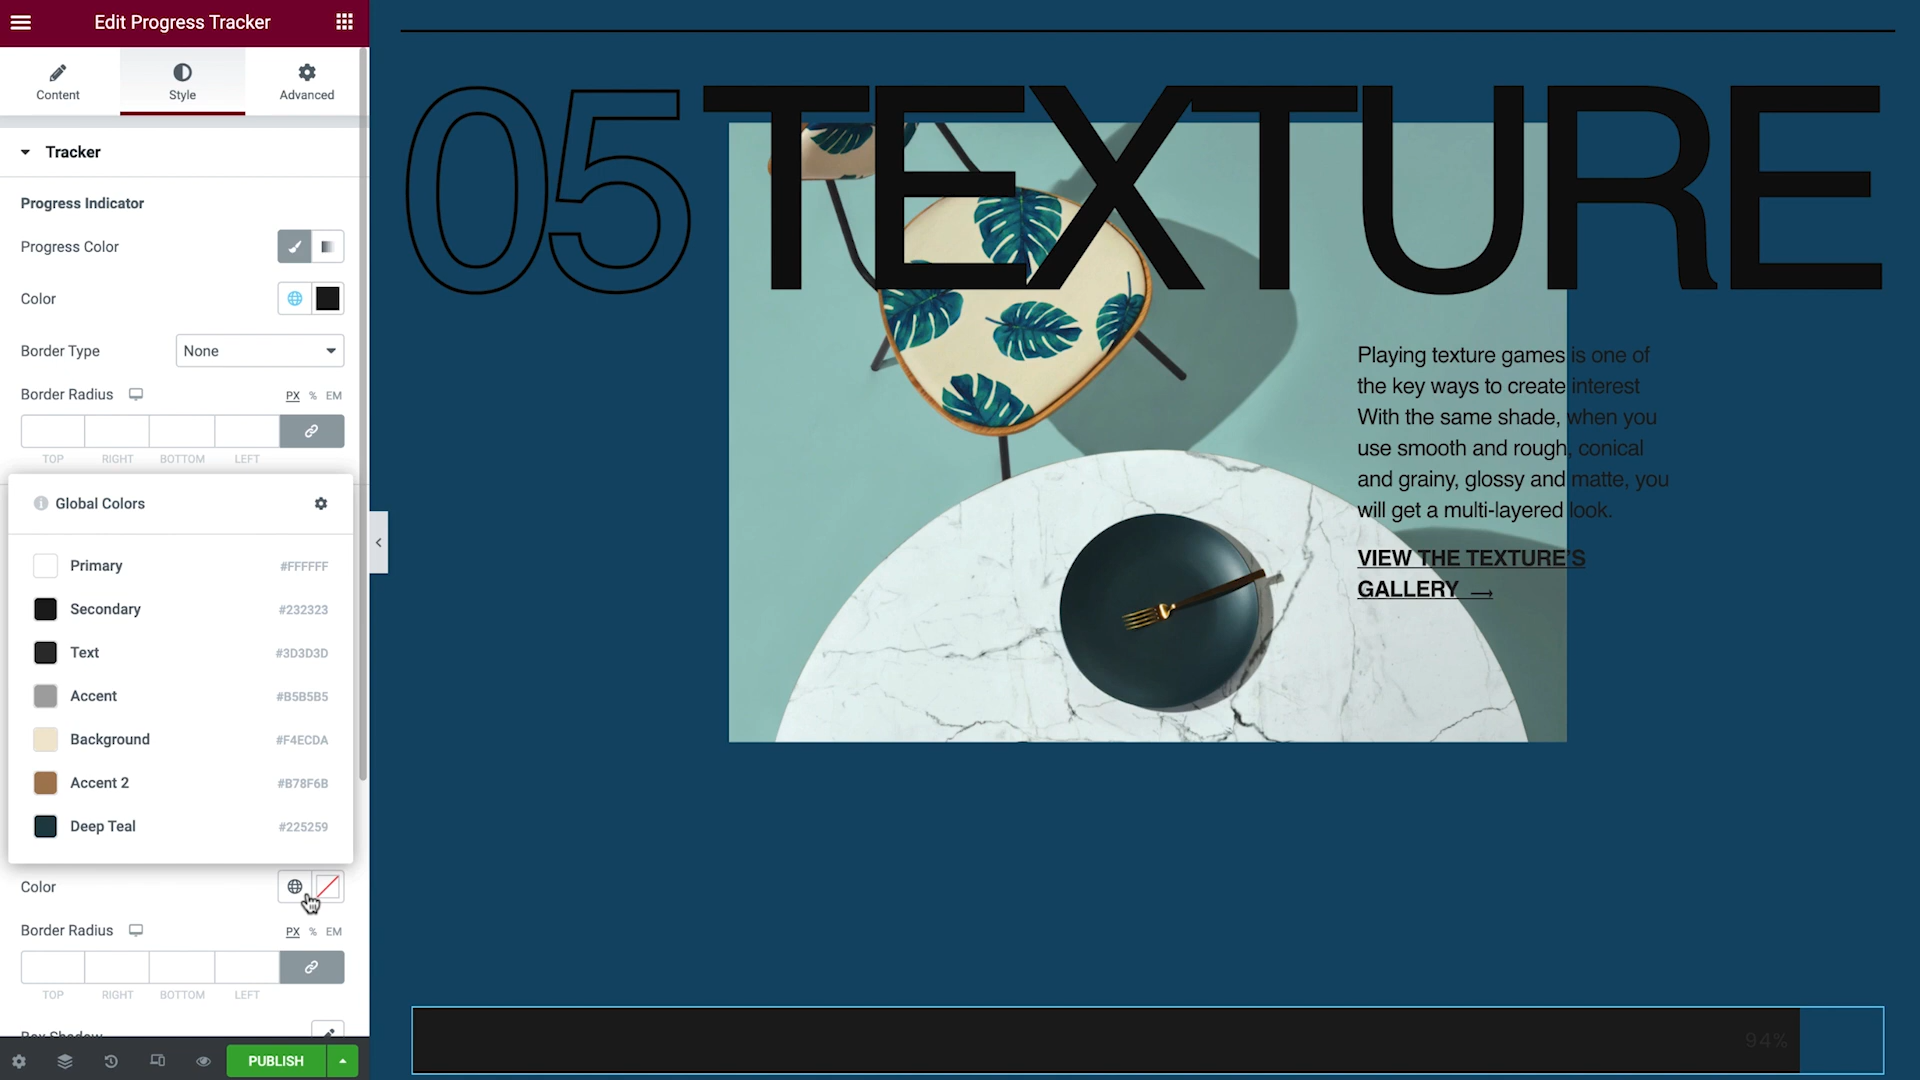 Edit Progress Tracker
Content
Style
Advanced
Tracker
Progress Indicator
Progress Color
Color
Border Type
None
Border Radius
PX % EM
TOP RIGHT BOTTOM LEFT
Global Colors
Primary #FFFFFF
Secondary #232323
Text #3D3D3D
Accent #B5B5B5
Background #F4ECDA
Accent 2 #B78F6B
Deep Teal #225259
Color
Border Radius
PX % EM
TOP RIGHT BOTTOM LEFT
Box Shadow
PUBLISH
05 TEXTURE
Playing texture games is one of
the key ways to create interest
With the same shade, when you
use smooth and rough, conical
and grainy, glossy and matte, you
will get a multi-layered look.
VIEW THE TEXTURE'S
GALLERY →
94%